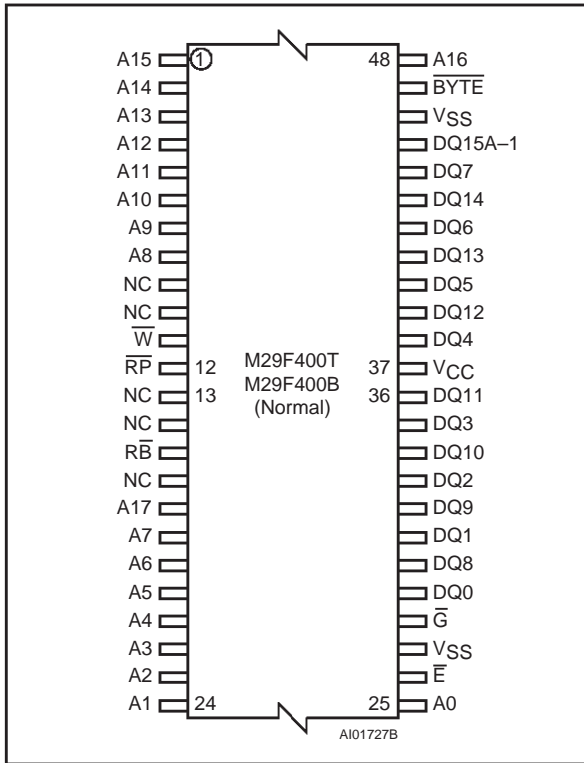 A15 1 48 A16
A14 B̅Y̅T̅E̅
A13 VSS
A12 DQ15A–1
A11 DQ7
A10 DQ14
A9 DQ6
A8 DQ13
NC DQ5
NC DQ12
W̅ DQ4
R̅P̅ 12 M29F400T 37 VCC
NC 13 M29F400B 36 DQ11
NC (Normal) DQ3
RB̅ DQ10
NC DQ2
A17 DQ9
A7 DQ1
A6 DQ8
A5 DQ0
A4 G̅
A3 VSS
A2 E̅
A1 24 25 A0
AI01727B